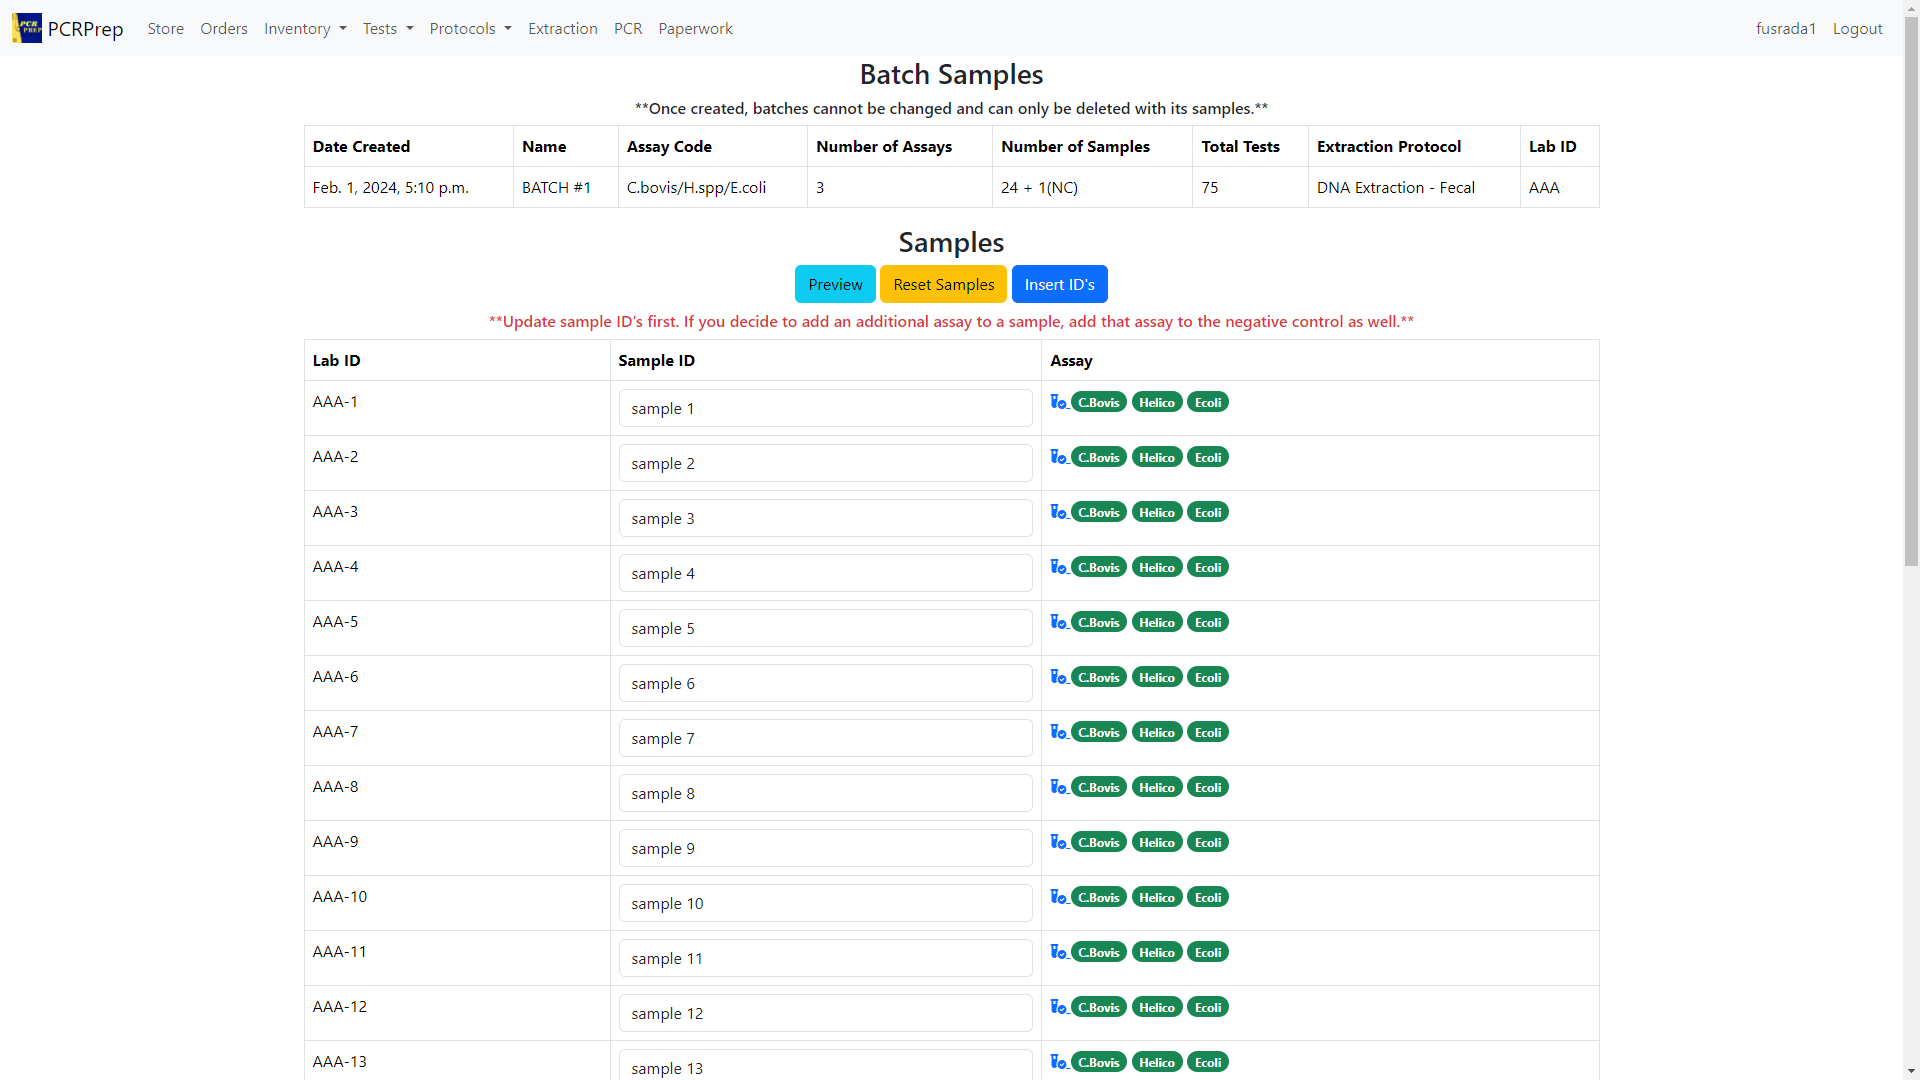 PCR PREP PCRPrep Store Orders Inventory Tests Protocols Extraction PCR Paperwork fusrada1 Logout
Batch Samples
**Once created, batches cannot be changed and can only be deleted with its samples.**
Date Created Name Assay Code Number of Assays Number of Samples Total Tests Extraction Protocol Lab ID
Feb. 1, 2024, 5:10 p.m. BATCH #1 C.bovis/H.spp/E.coli 3 24 + 1(NC) 75 DNA Extraction - Fecal AAA
Samples
Preview Reset Samples Insert ID's
**Update sample ID's first. If you decide to add an additional assay to a sample, add that assay to the negative control as well.**
Lab ID Sample ID Assay
AAA-1 sample 1 C.Bovis Helico Ecoli
AAA-2 sample 2 C.Bovis Helico Ecoli
AAA-3 sample 3 C.Bovis Helico Ecoli
AAA-4 sample 4 C.Bovis Helico Ecoli
AAA-5 sample 5 C.Bovis Helico Ecoli
AAA-6 sample 6 C.Bovis Helico Ecoli
AAA-7 sample 7 C.Bovis Helico Ecoli
AAA-8 sample 8 C.Bovis Helico Ecoli
AAA-9 sample 9 C.Bovis Helico Ecoli
AAA-10 sample 10 C.Bovis Helico Ecoli
AAA-11 sample 11 C.Bovis Helico Ecoli
AAA-12 sample 12 C.Bovis Helico Ecoli
AAA-13 sample 13 C.Bovis Helico Ecoli